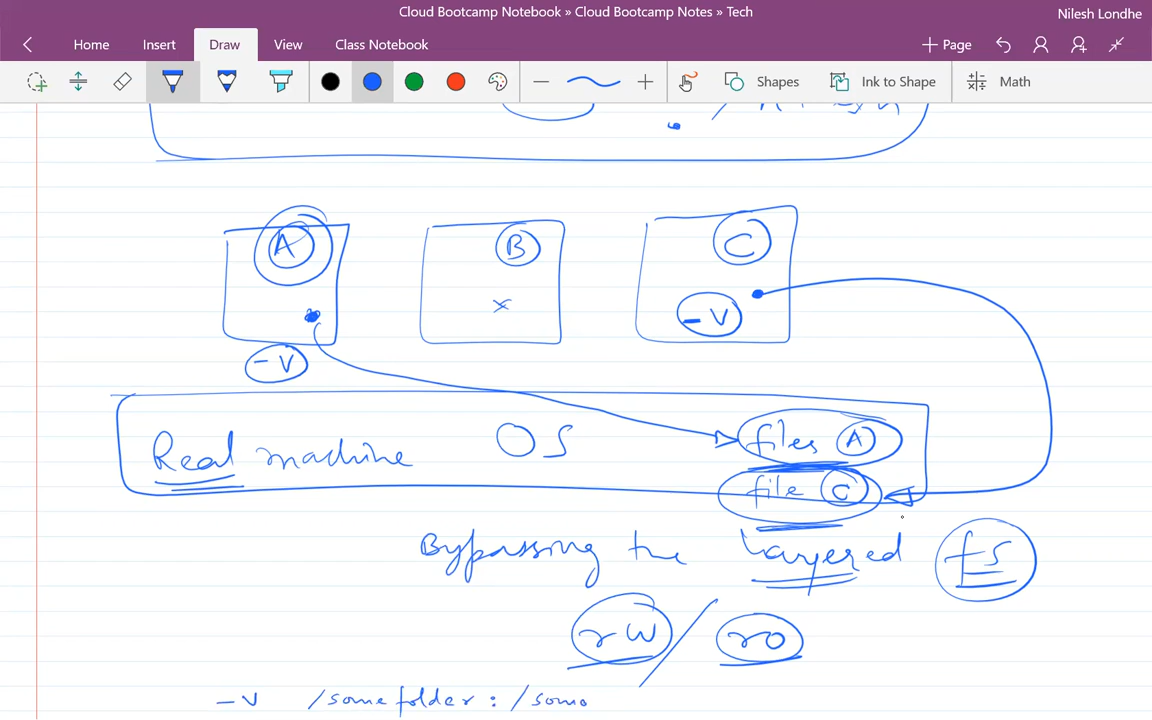 Cloud Bootcamp Notebook » Cloud Bootcamp Notes » Tech
Nilesh Londhe
Home Insert Draw View Class Notebook
Page
Shapes Ink to Shape Math
A B C
x
-V
-V
Real machine OS files A
file C
Bypassing the layered fs
rw / ro
-v /somefolder: /some